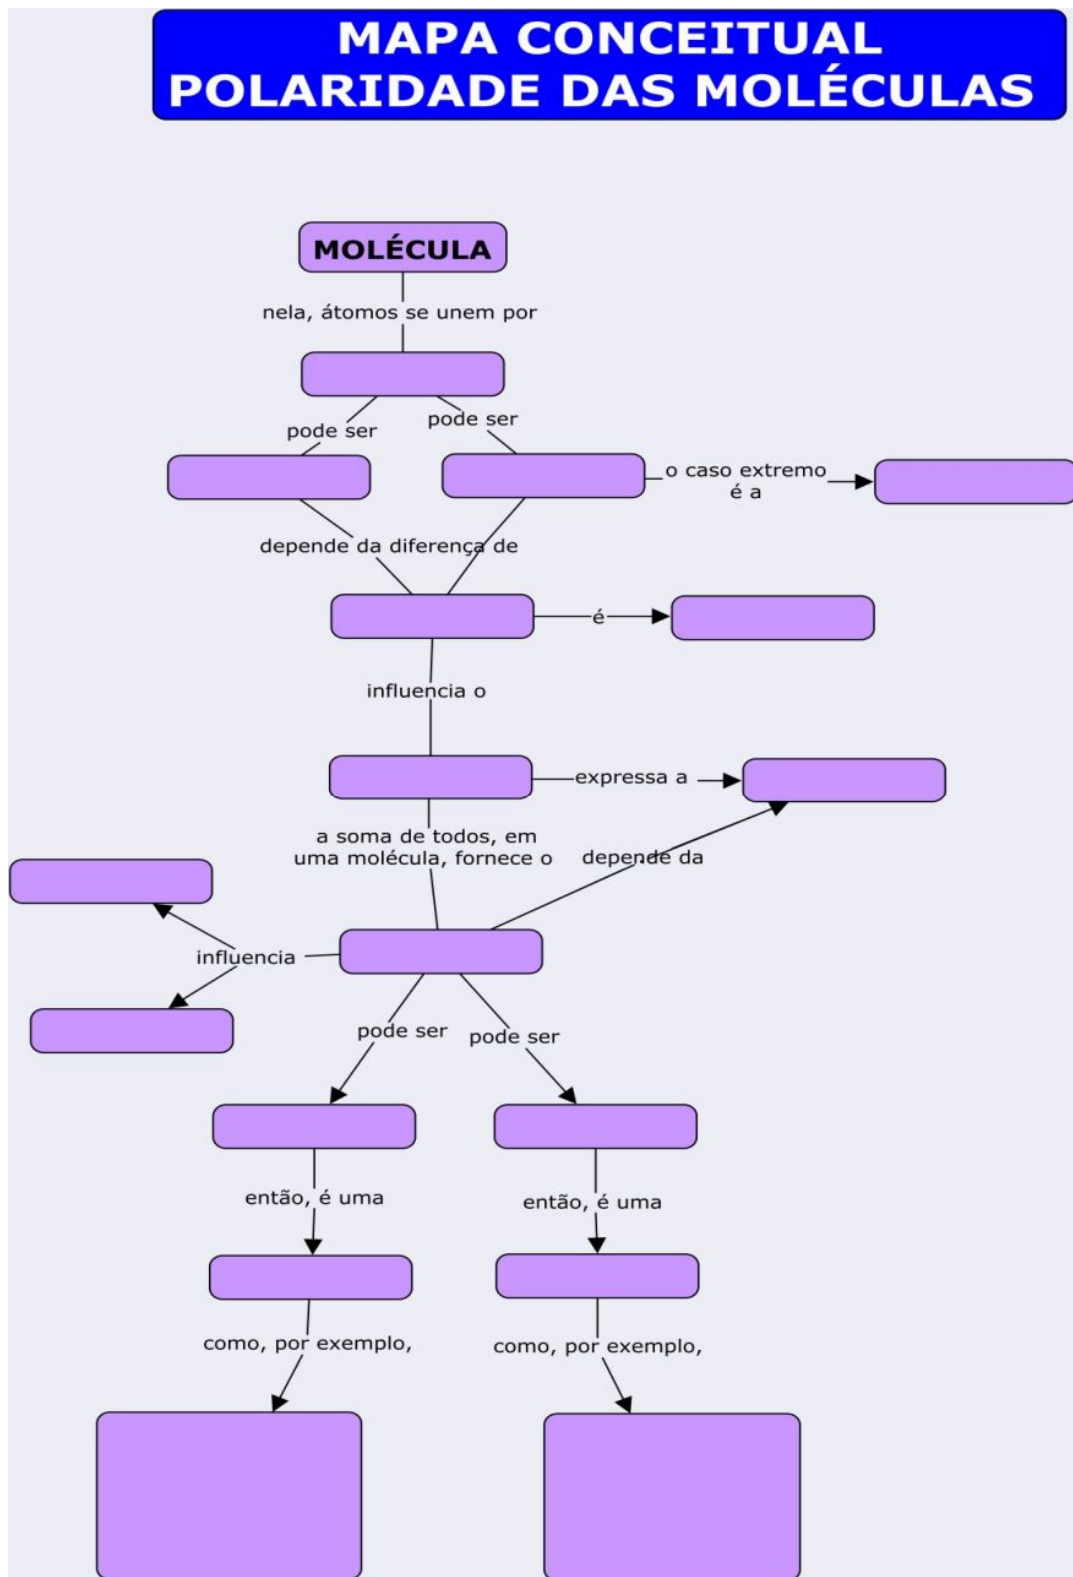 MAPA CONCEITUAL
POLARIDADE DAS MOLÉCULAS
MOLÉCULA
nela, átomos se unem por
pode ser
pode ser
o caso extremo
é a
depende da diferença de
é
influencia o
expressa a
a soma de todos, em
uma molécula, fornece o
depende da
influencia
pode ser
pode ser
então, é uma
então, é uma
como, por exemplo,
como, por exemplo,